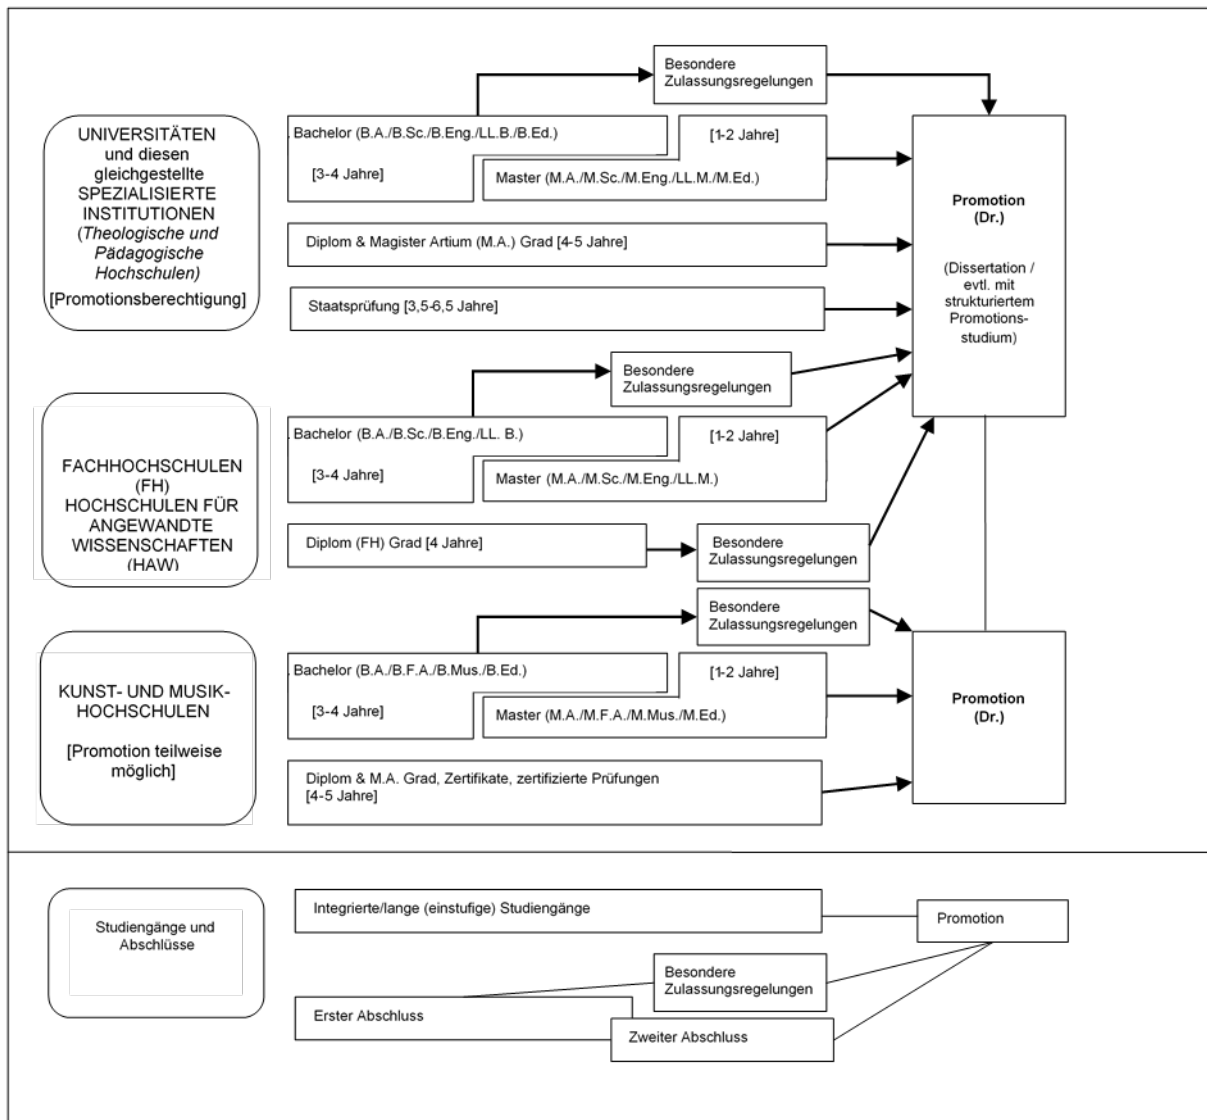 Besondere
Zulassungsregelungen
UNIVERSITÄTEN
und diesen
gleichgestellte
SPEZIALISIERTE
INSTITUTIONEN
(Theologische und
Pädagogische
Hochschulen)
[Promotionsberechtigung]
. Bachelor (B.A./B.Sc./B.Eng./LL.B./B.Ed.)
[3-4 Jahre]
[1-2 Jahre]
Master (M.A./M.Sc./M.Eng./LL.M./M.Ed.)
Diplom & Magister Artium (M.A.) Grad [4-5 Jahre]
Staatsprüfung [3,5-6,5 Jahre]
Promotion
(Dr.)
(Dissertation /
evtl. mit
strukturiertem
Promotions-
studium)
Besondere
Zulassungsregelungen
FACHHOCHSCHULEN
(FH)
HOCHSCHULEN FÜR
ANGEWANDTE
WISSENSCHAFTEN
(HAW)
. Bachelor (B.A./B.Sc./B.Eng./LL. B.)
[3-4 Jahre]
[1-2 Jahre]
Master (M.A./M.Sc./M.Eng./LL.M.)
Diplom (FH) Grad [4 Jahre]
Besondere
Zulassungsregelungen
Besondere
Zulassungsregelungen
KUNST- UND MUSIK-
HOCHSCHULEN
[Promotion teilweise
möglich]
. Bachelor (B.A./B.F.A./B.Mus./B.Ed.)
[3-4 Jahre]
[1-2 Jahre]
Master (M.A./M.F.A./M.Mus./M.Ed.)
Diplom & M.A. Grad, Zertifikate, zertifizierte Prüfungen
[4-5 Jahre]
Promotion
(Dr.)
Studiengänge und
Abschlüsse
Integrierte/lange (einstufige) Studiengänge
Promotion
Besondere
Zulassungsregelungen
Erster Abschluss
Zweiter Abschluss